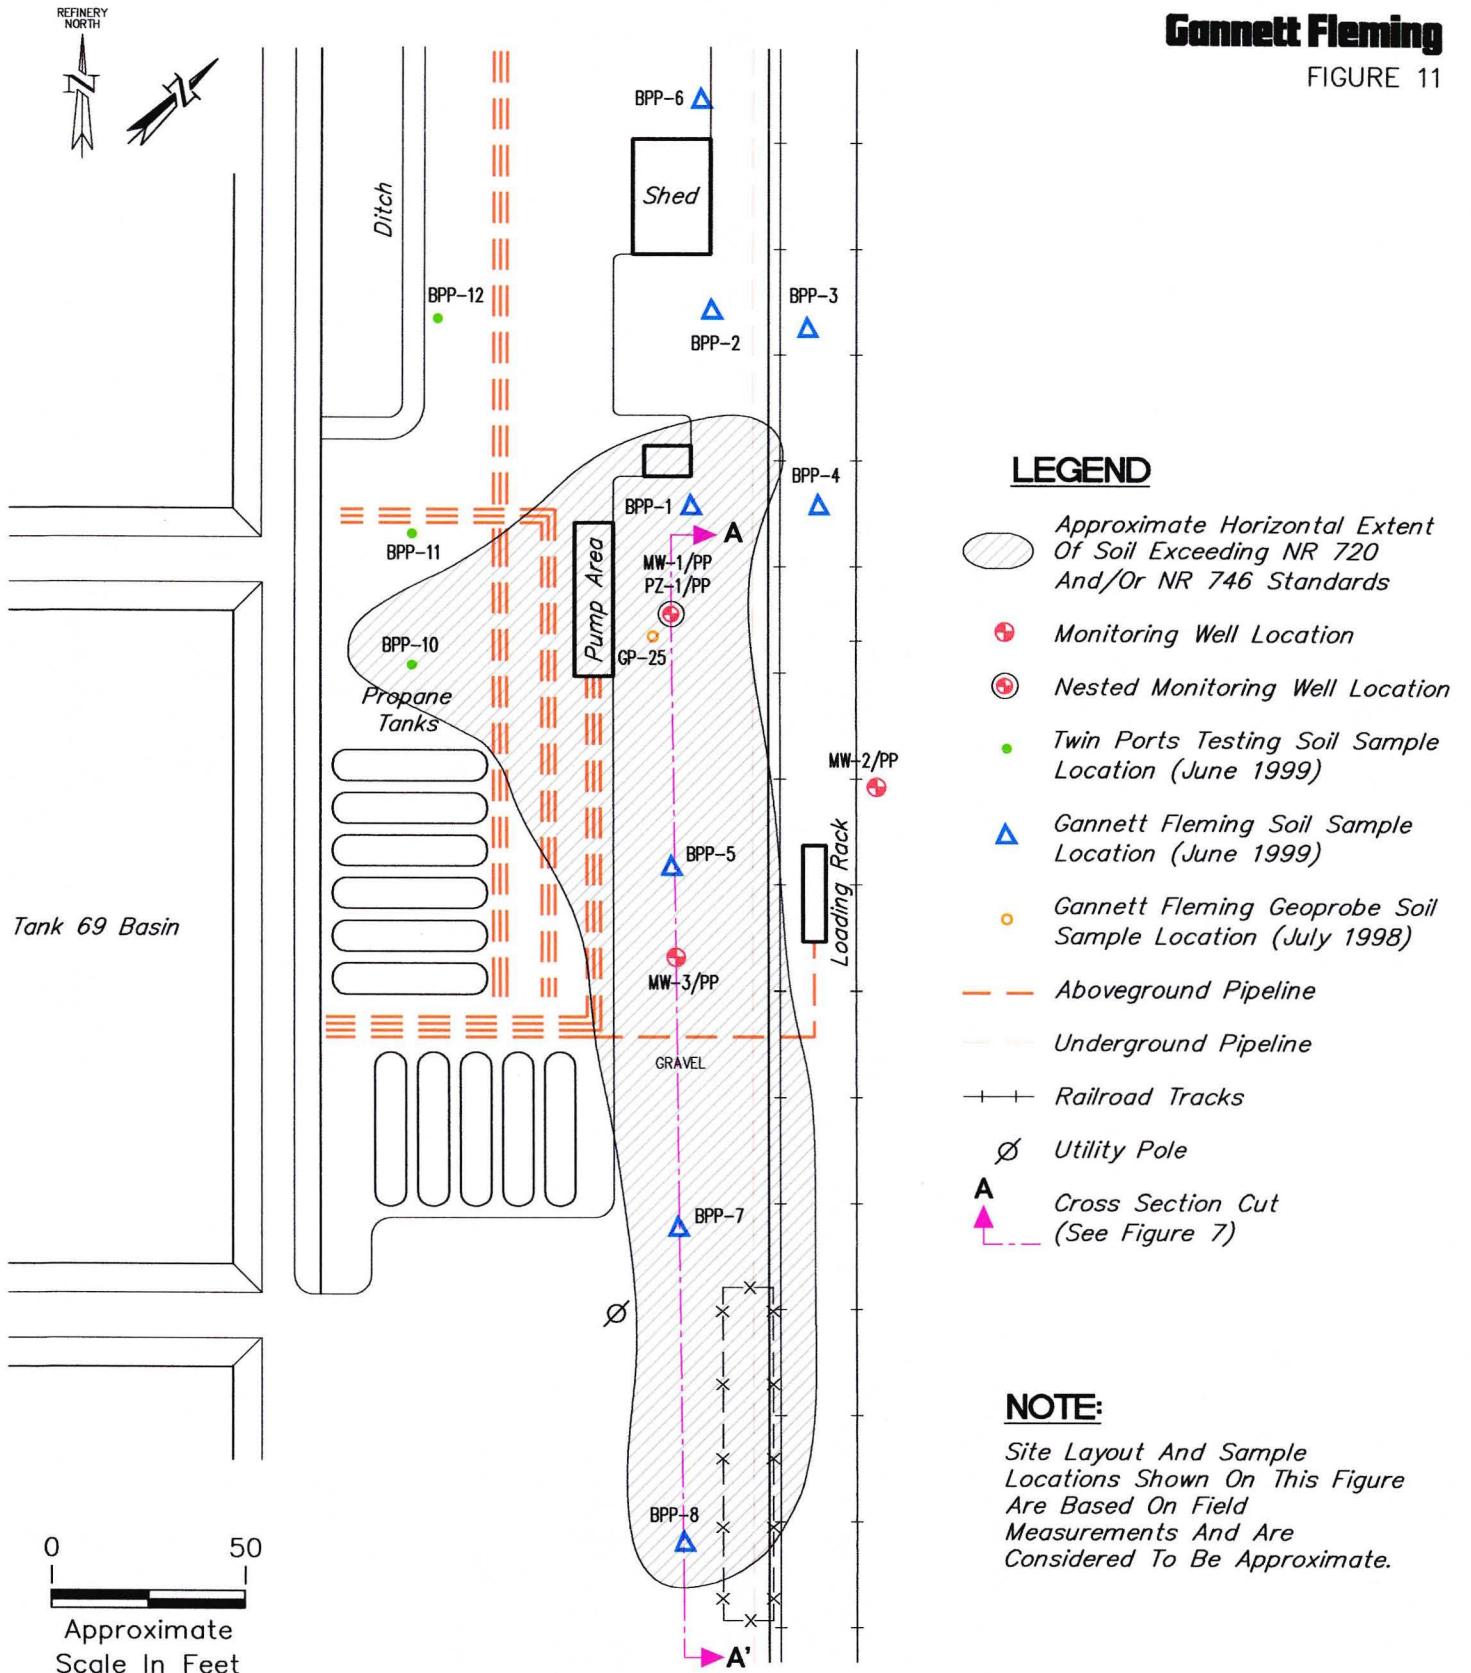 REFINERY
NORTH
N
N
Gannett Fleming
FIGURE 11
BPP-6
Shed
Ditch
BPP-12
BPP-3
BPP-2
BPP-4
BPP-1
A
BPP-11
Pump Area
MW-1/PP
PZ-1/PP
BPP-10
GP-25
Propane
Tanks
MW-2/PP
BPP-5
Loading Rack
Tank 69 Basin
MW-3/PP
GRAVEL
BPP-7
BPP-8
A'
LEGEND
Approximate Horizontal Extent
Of Soil Exceeding NR 720
And/Or NR 746 Standards
Monitoring Well Location
Nested Monitoring Well Location
Twin Ports Testing Soil Sample
Location (June 1999)
Gannett Fleming Soil Sample
Location (June 1999)
Gannett Fleming Geoprobe Soil
Sample Location (July 1998)
Aboveground Pipeline
Underground Pipeline
Railroad Tracks
Utility Pole
A
Cross Section Cut
(See Figure 7)
NOTE:
Site Layout And Sample
Locations Shown On This Figure
Are Based On Field
Measurements And Are
Considered To Be Approximate.
0 50
Approximate
Scale In Feet